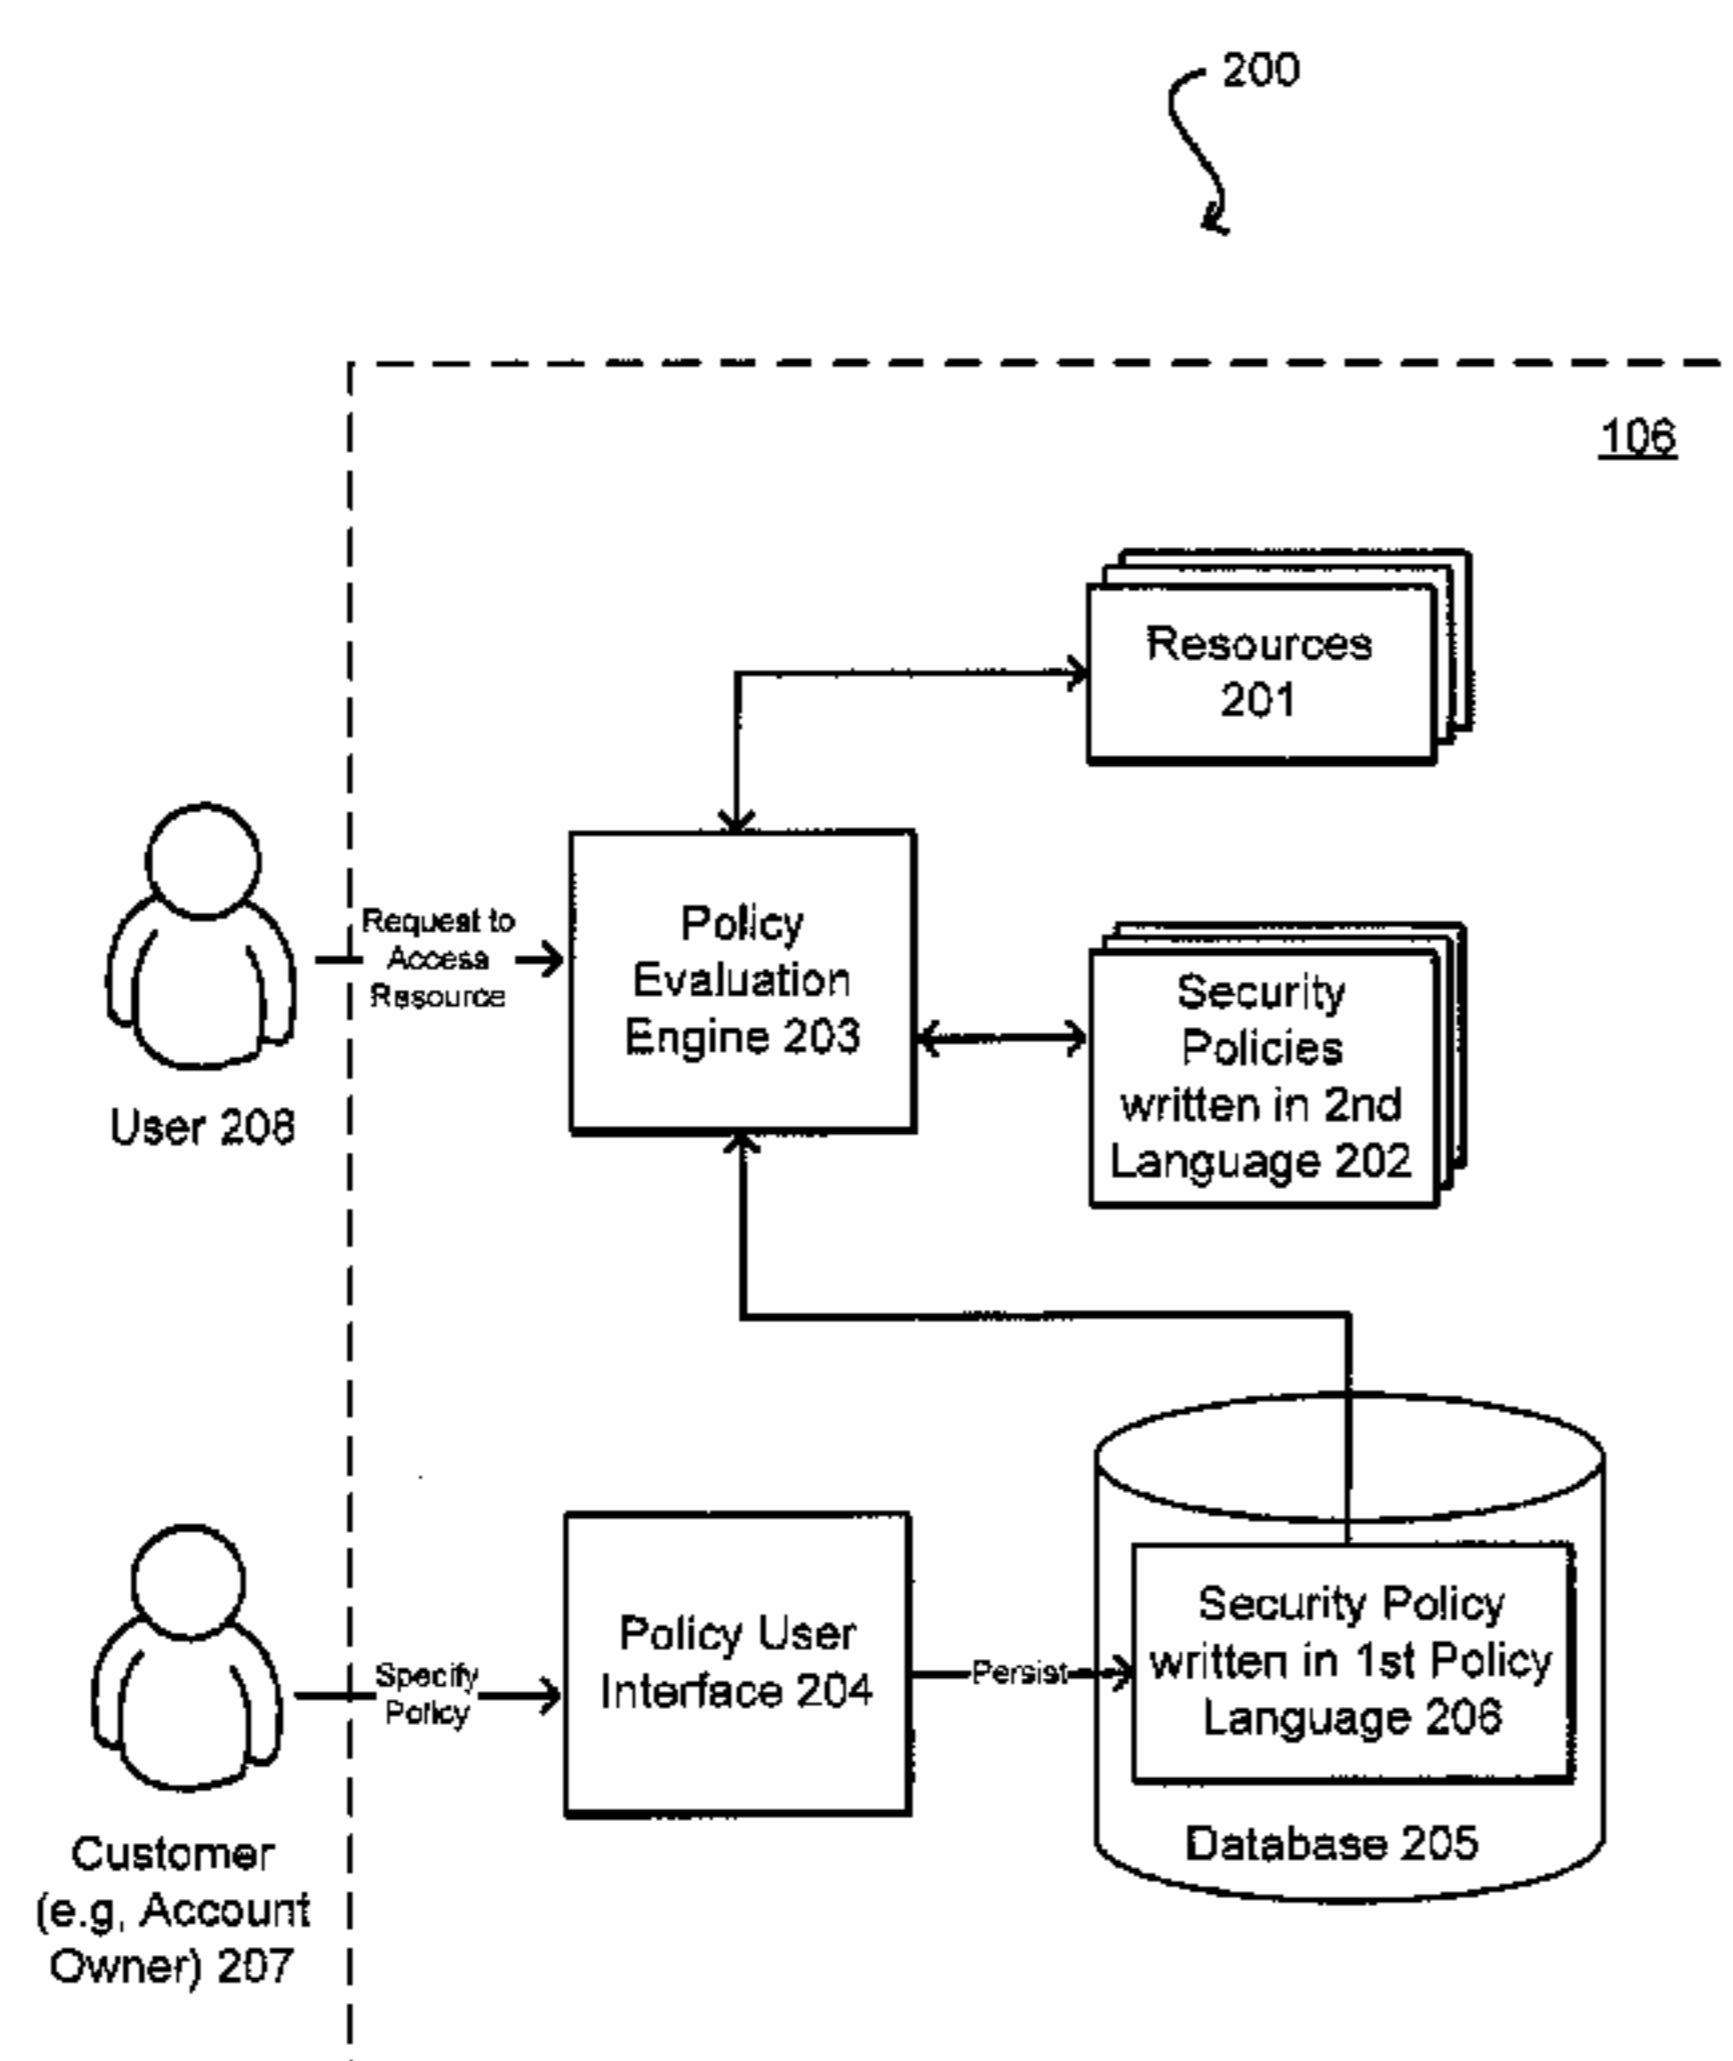 200
106
Resources
201
Policy
Evaluation
Engine 203
Request to
Access
Resource
User 208
Security
Policies
written in 2nd
Language 202
Policy User
Interface 204
Specify
Policy
Persist
Security Policy
written in 1st Policy
Language 206
Database 205
Customer
(e.g, Account
Owner) 207